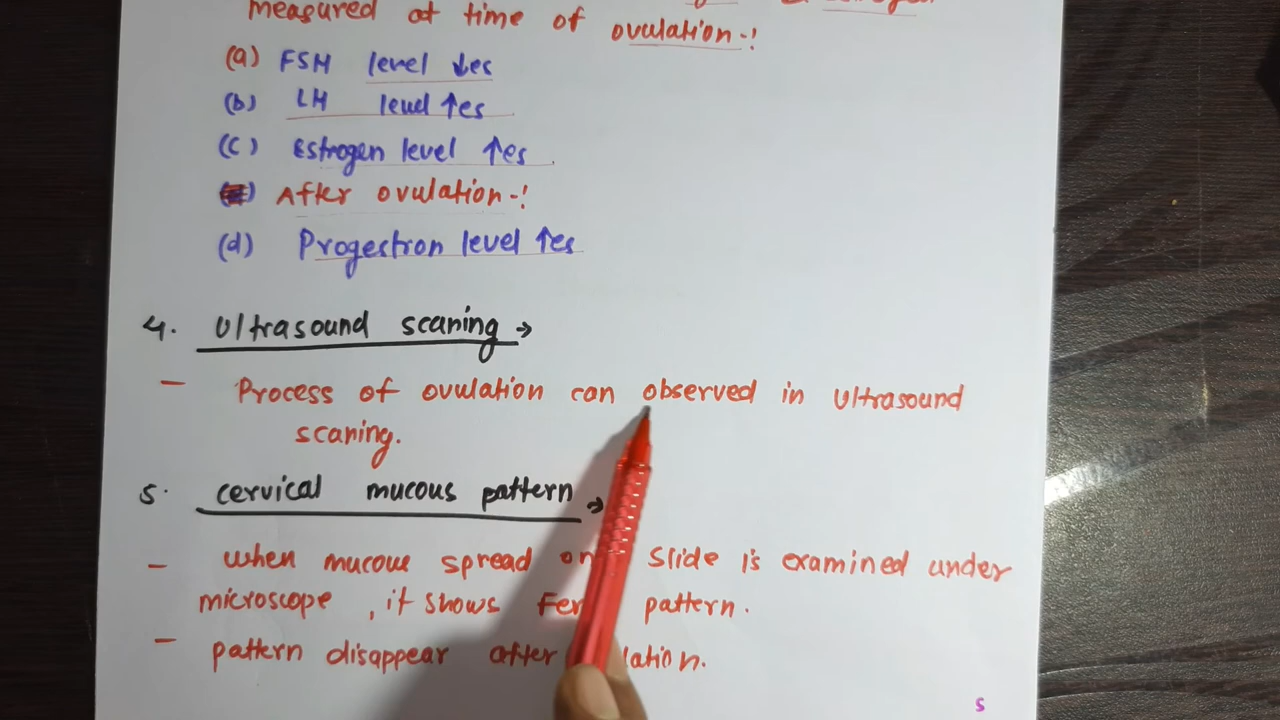 measured at time of ovulation-!
(a) FSH level ↓es
(b) LH level ↑es
(c) Estrogen level ↑es
After ovulation-!
(d) Progestron level ↑es
4. Ultrasound scaning →
- Process of ovulation can observed in Ultrasound
scaning.
5. cervical mucous pattern →
- when mucous spread on slide is examined under
microscope, it shows pattern.
- pattern disappear after
5